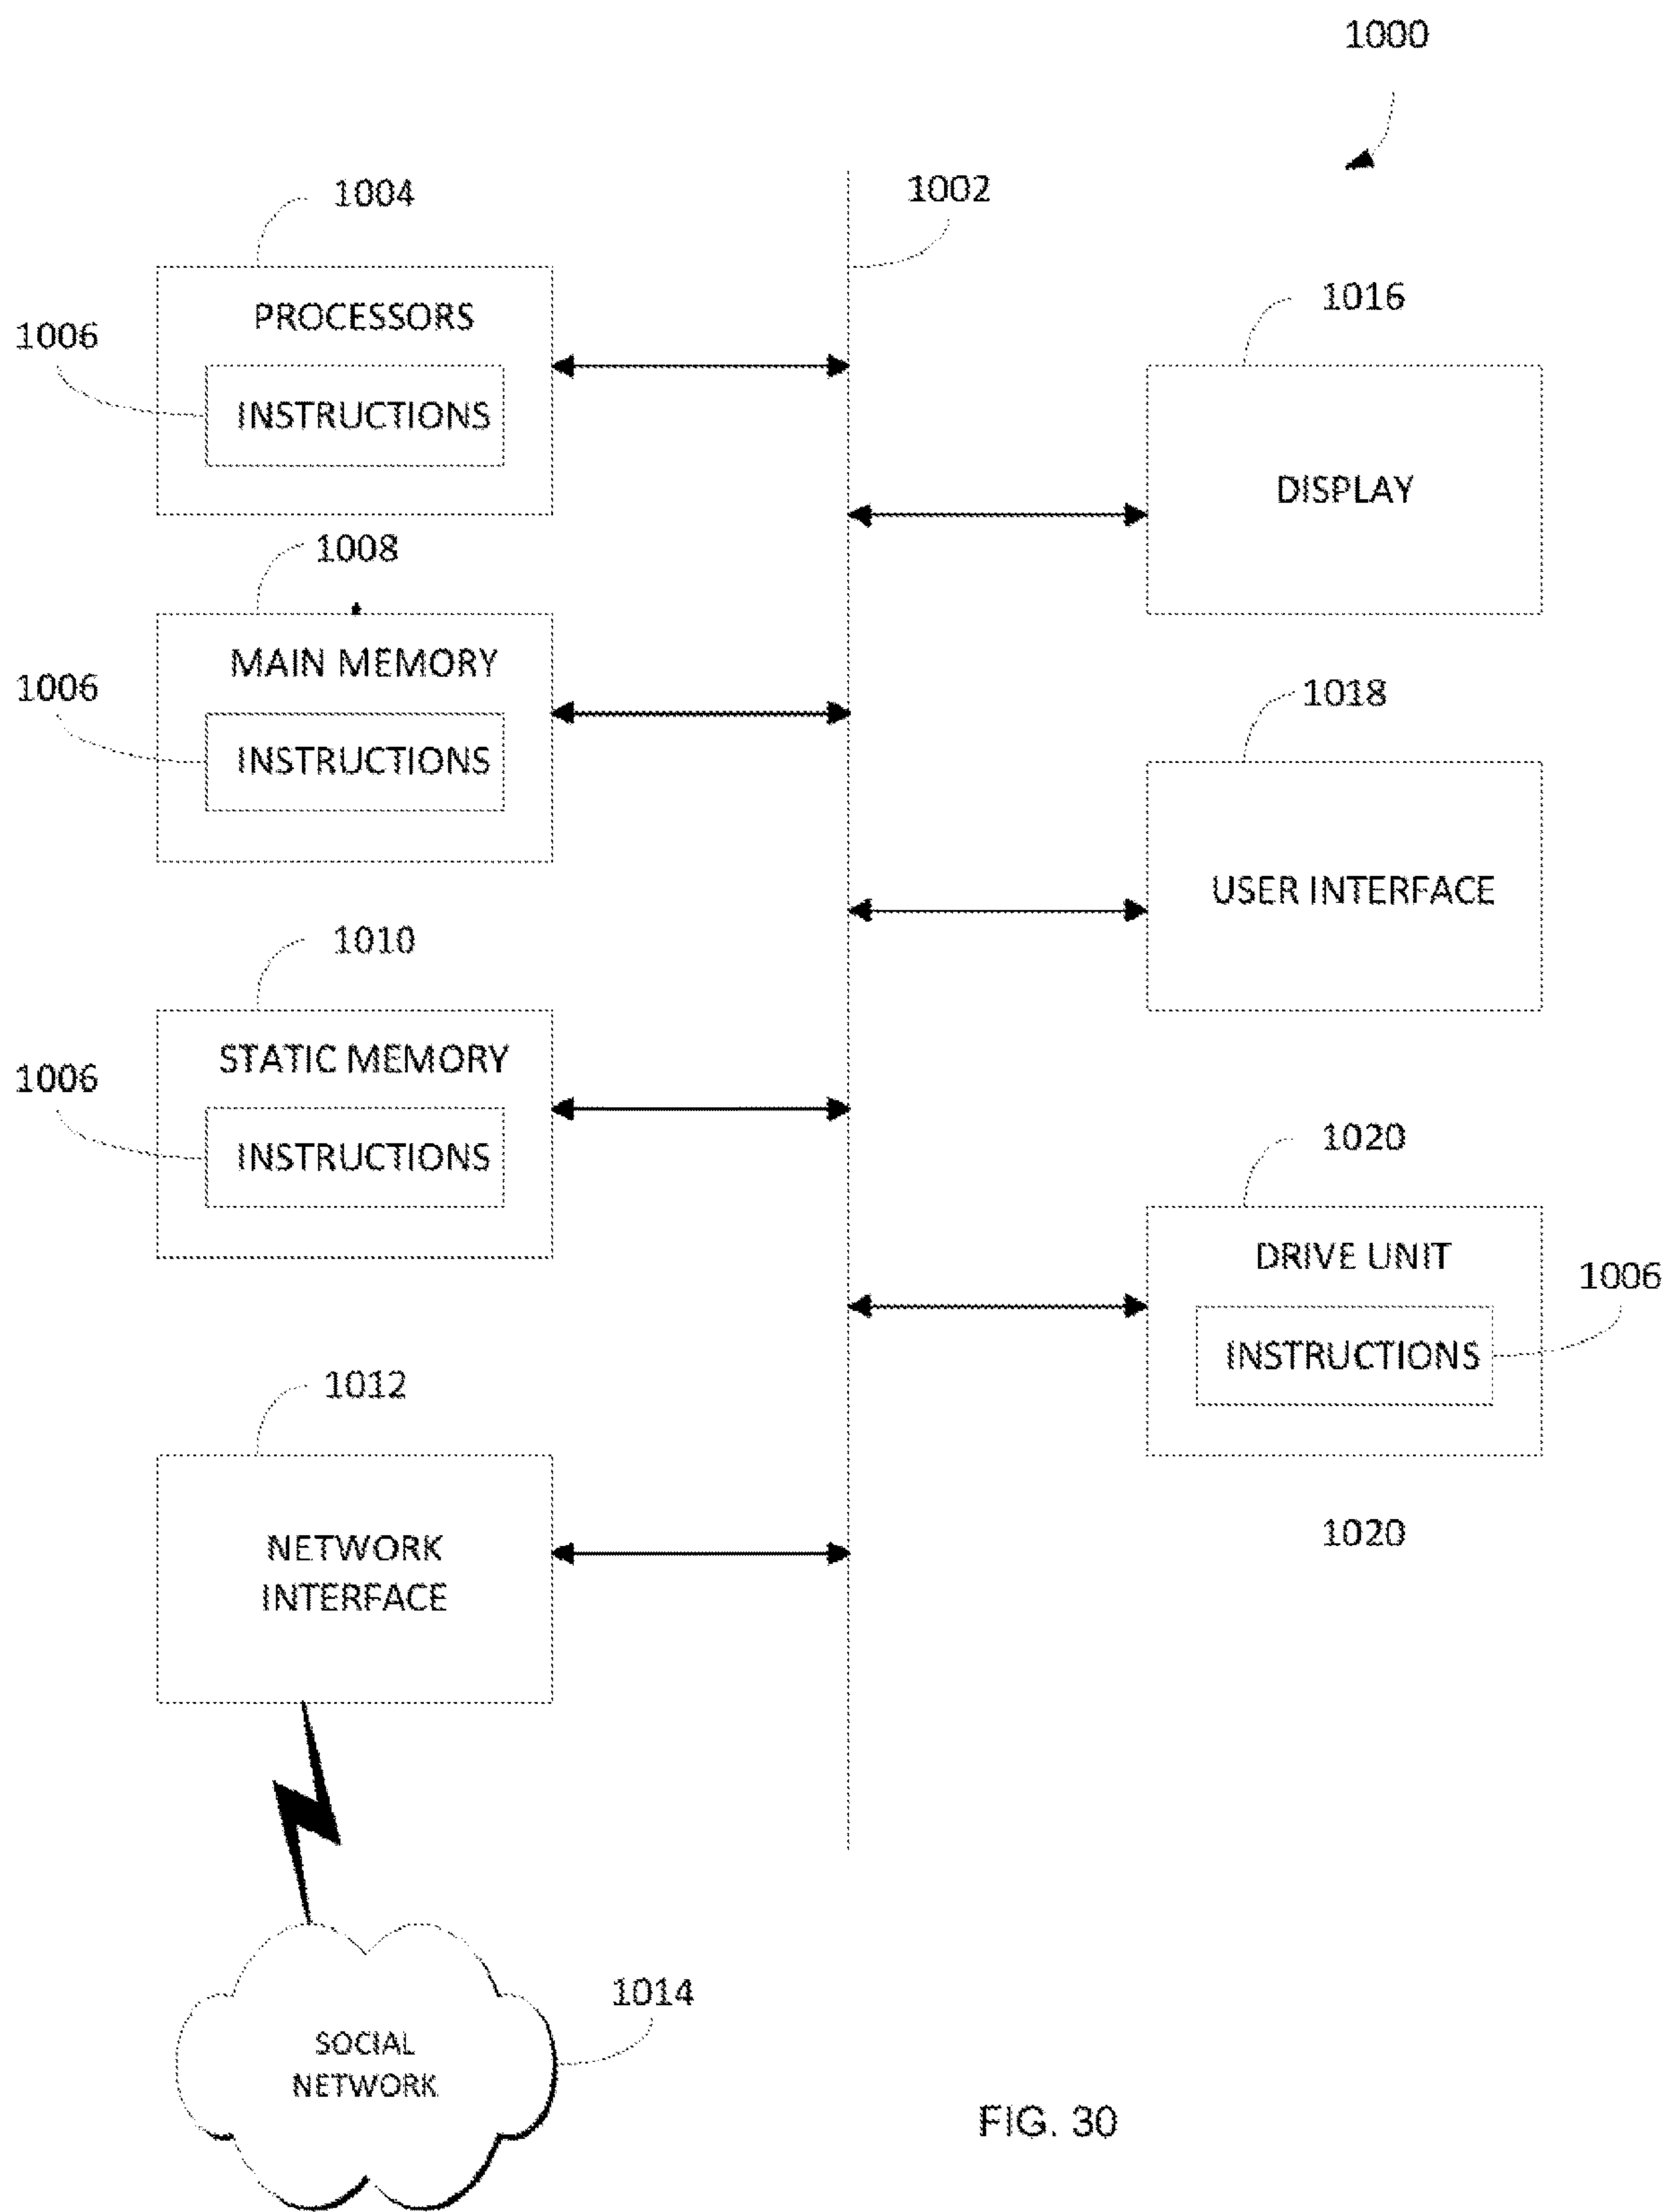 1000
1004
1002
PROCESSORS
1016
1006
INSTRUCTIONS
DISPLAY
1008
MAIN MEMORY
1006
1018
INSTRUCTIONS
USER INTERFACE
1010
STATIC MEMORY
1006
INSTRUCTIONS
1020
DRIVE UNIT
1006
INSTRUCTIONS
1012
NETWORK
INTERFACE
1020
1014
SOCIAL
NETWORK
FIG. 30